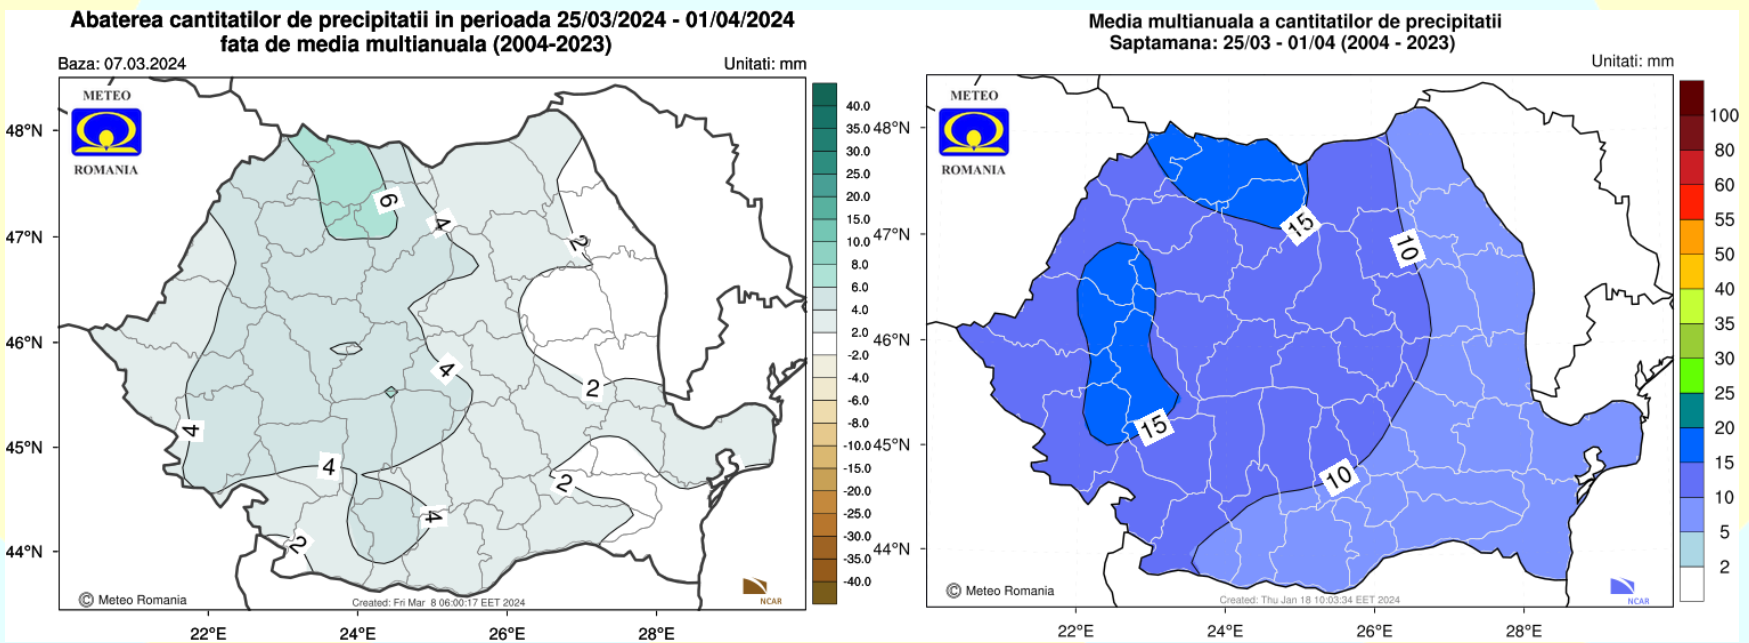 Abaterea cantitatilor de precipitatii in perioada 25/03/2024 - 01/04/2024
fata de media multianuala (2004-2023)
Baza: 07.03.2024
Unitati: mm
METEO
ROMANIA
48°N
47°N
46°N
45°N
44°N
22°E
24°E
26°E
28°E
6
4
2
4
2
4
4
2
4
2
40.0
35.0
30.0
25.0
20.0
15.0
10.0
8.0
6.0
4.0
2.0
-2.0
-4.0
-6.0
-8.0
-10.0
-15.0
-20.0
-25.0
-30.0
-35.0
-40.0
© Meteo Romania
Created: Fri Mar 8 06:00:17 EET 2024
NCAR
Media multianuala a cantitatilor de precipitatii
Saptamana: 25/03 - 01/04 (2004 - 2023)
Unitati: mm
METEO
ROMANIA
48°N
47°N
46°N
45°N
44°N
22°E
24°E
26°E
28°E
15
10
15
10
100
80
60
55
50
40
35
30
25
20
15
10
5
2
© Meteo Romania
Created: Thu Jan 18 10:03:34 EET 2024
NCAR